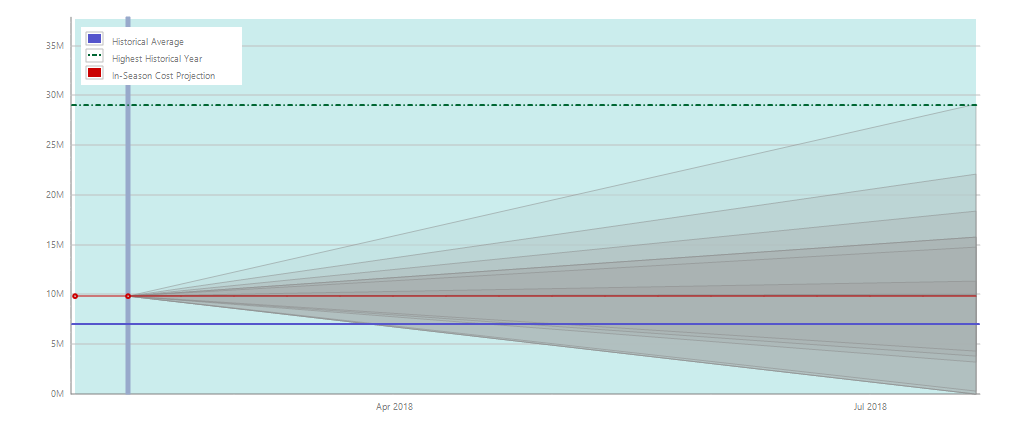 35M
30M
25M
20M
15M
10M
5M
0M
Historical Average
Highest Historical Year
In-Season Cost Projection
Apr 2018
Jul 2018